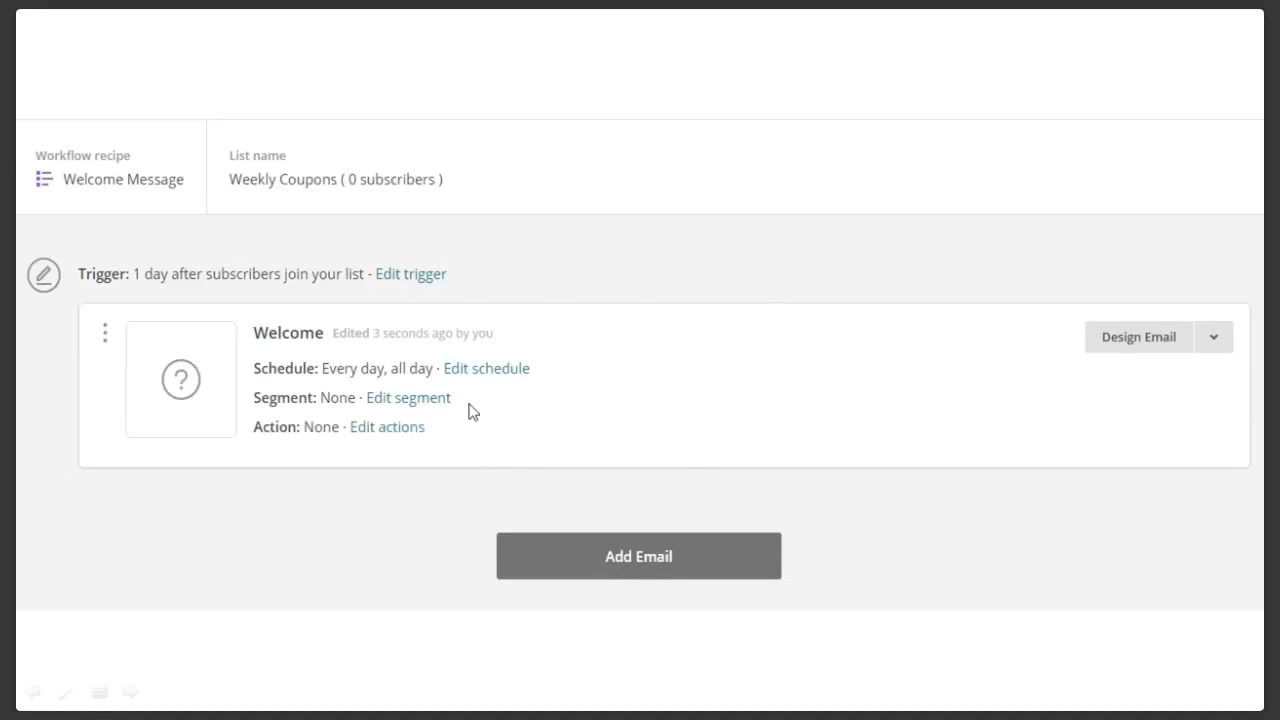 Workflow recipe
Welcome Message
List name
Weekly Coupons ( 0 subscribers )
Trigger: 1 day after subscribers join your list - Edit trigger
Welcome Edited 3 seconds ago by you
Design Email
Schedule: Every day, all day · Edit schedule
Segment: None · Edit segment
Action: None · Edit actions
Add Email